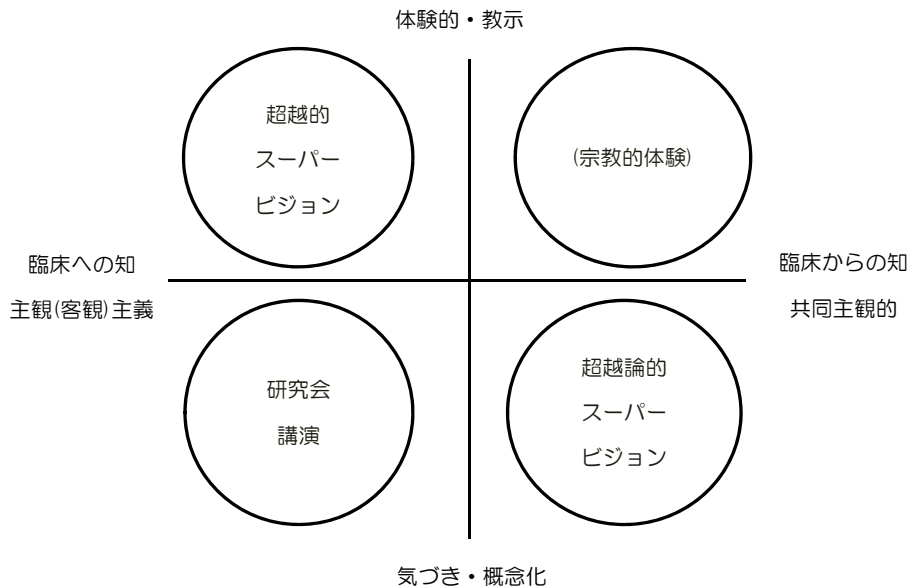 体験的・教示
超越的
スーパー
ビジョン
(宗教的体験)
臨床への知
主観(客観)主義
臨床からの知
共同主観的
研究会
講演
超越論的
スーパー
ビジョン
気づき・概念化